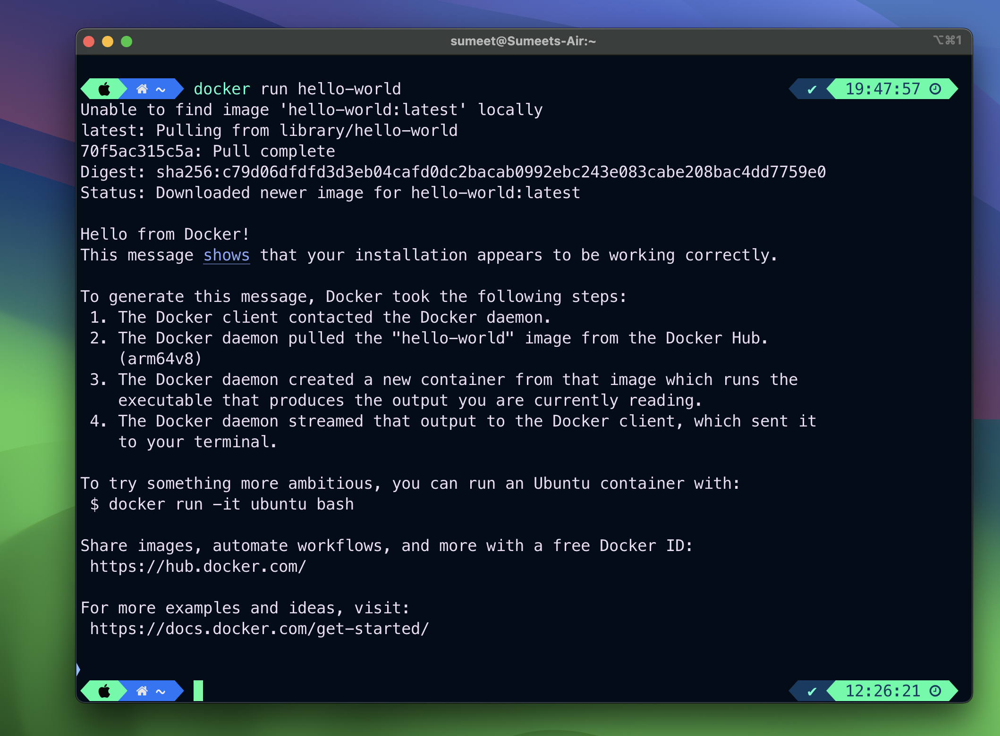 sumeet@Sumeets-Air:~
⌥⌘1
~ docker run hello-world ✔ 19:47:57
Unable to find image 'hello-world:latest' locally
latest: Pulling from library/hello-world
70f5ac315c5a: Pull complete
Digest: sha256:c79d06dfdfd3d3eb04cafd0dc2bacab0992ebc243e083cabe208bac4dd7759e0
Status: Downloaded newer image for hello-world:latest

Hello from Docker!
This message shows that your installation appears to be working correctly.

To generate this message, Docker took the following steps:
 1. The Docker client contacted the Docker daemon.
 2. The Docker daemon pulled the "hello-world" image from the Docker Hub.
    (arm64v8)
 3. The Docker daemon created a new container from that image which runs the
    executable that produces the output you are currently reading.
 4. The Docker daemon streamed that output to the Docker client, which sent it
    to your terminal.

To try something more ambitious, you can run an Ubuntu container with:
 $ docker run -it ubuntu bash

Share images, automate workflows, and more with a free Docker ID:
 https://hub.docker.com/

For more examples and ideas, visit:
 https://docs.docker.com/get-started/

~ ✔ 12:26:21